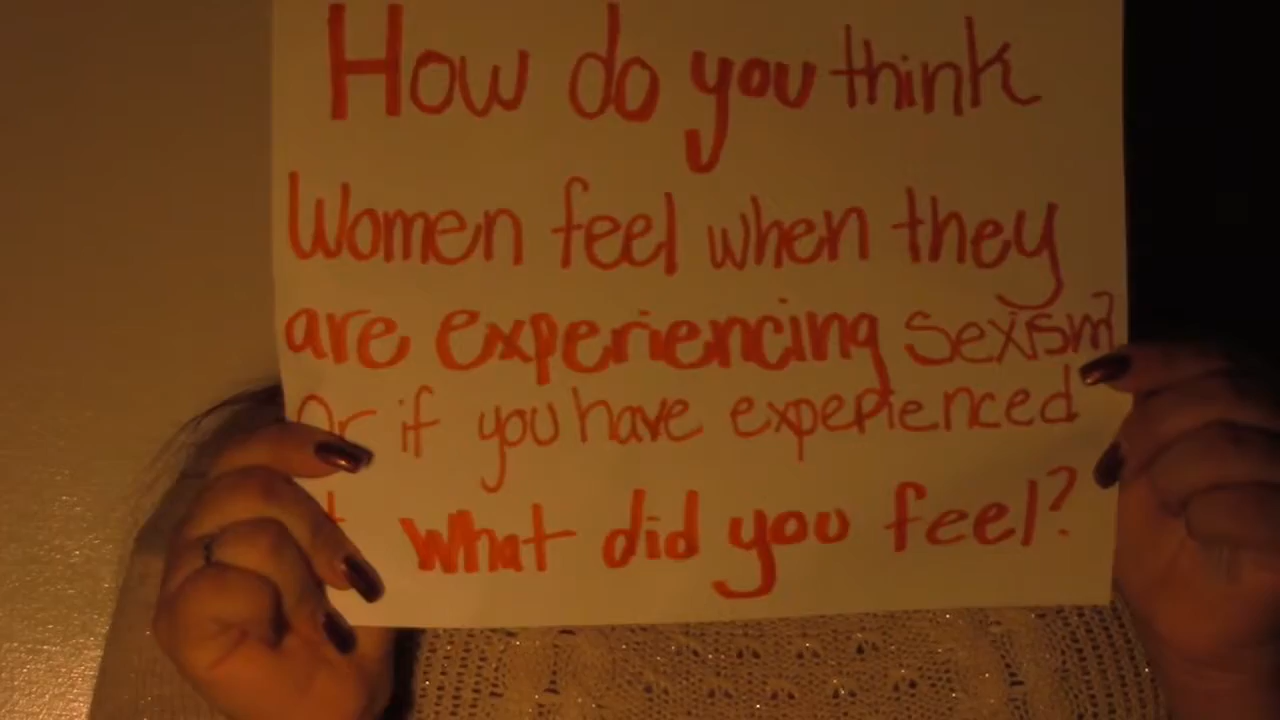 How do you think
Women feel when they
are experiencing sexism?
Or if you have experienced
what did you feel?